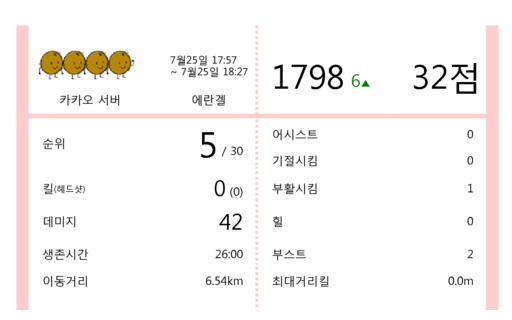 7월25일 17:57
~ 7월25일 18:27
카카오 서버 에란겔
1798 6▲ 32점
순위 5 / 30
킬(헤드샷) 0 (0)
데미지 42
생존시간 26:00
이동거리 6.54km
어시스트 0
기절시킴 0
부활시킴 1
힐 0
부스트 2
최대거리킬 0.0m